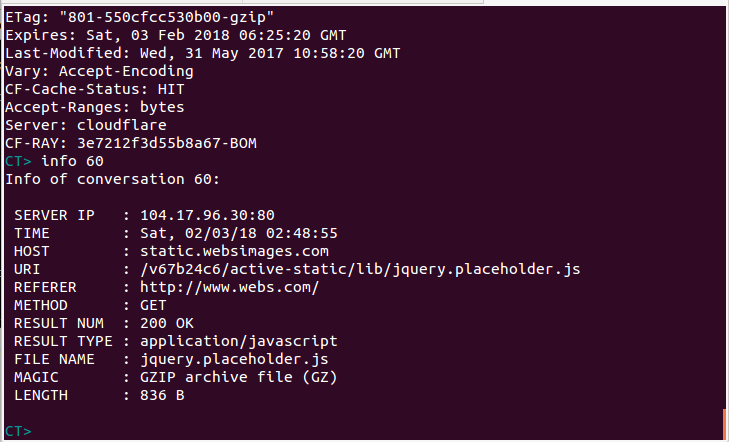 ETag: "801-550cfcc530b00-gzip"
Expires: Sat, 03 Feb 2018 06:25:20 GMT
Last-Modified: Wed, 31 May 2017 10:58:20 GMT
Vary: Accept-Encoding
CF-Cache-Status: HIT
Accept-Ranges: bytes
Server: cloudflare
CF-RAY: 3e7212f3d55b8a67-BOM
CT> info 60
Info of conversation 60:
SERVER IP   : 104.17.96.30:80
TIME        : Sat, 02/03/18 02:48:55
HOST        : static.websimages.com
URI         : /v67b24c6/active-static/lib/jquery.placeholder.js
REFERER     : http://www.webs.com/
METHOD      : GET
RESULT NUM  : 200 OK
RESULT TYPE : application/javascript
FILE NAME   : jquery.placeholder.js
MAGIC       : GZIP archive file (GZ)
LENGTH      : 836 B
CT>